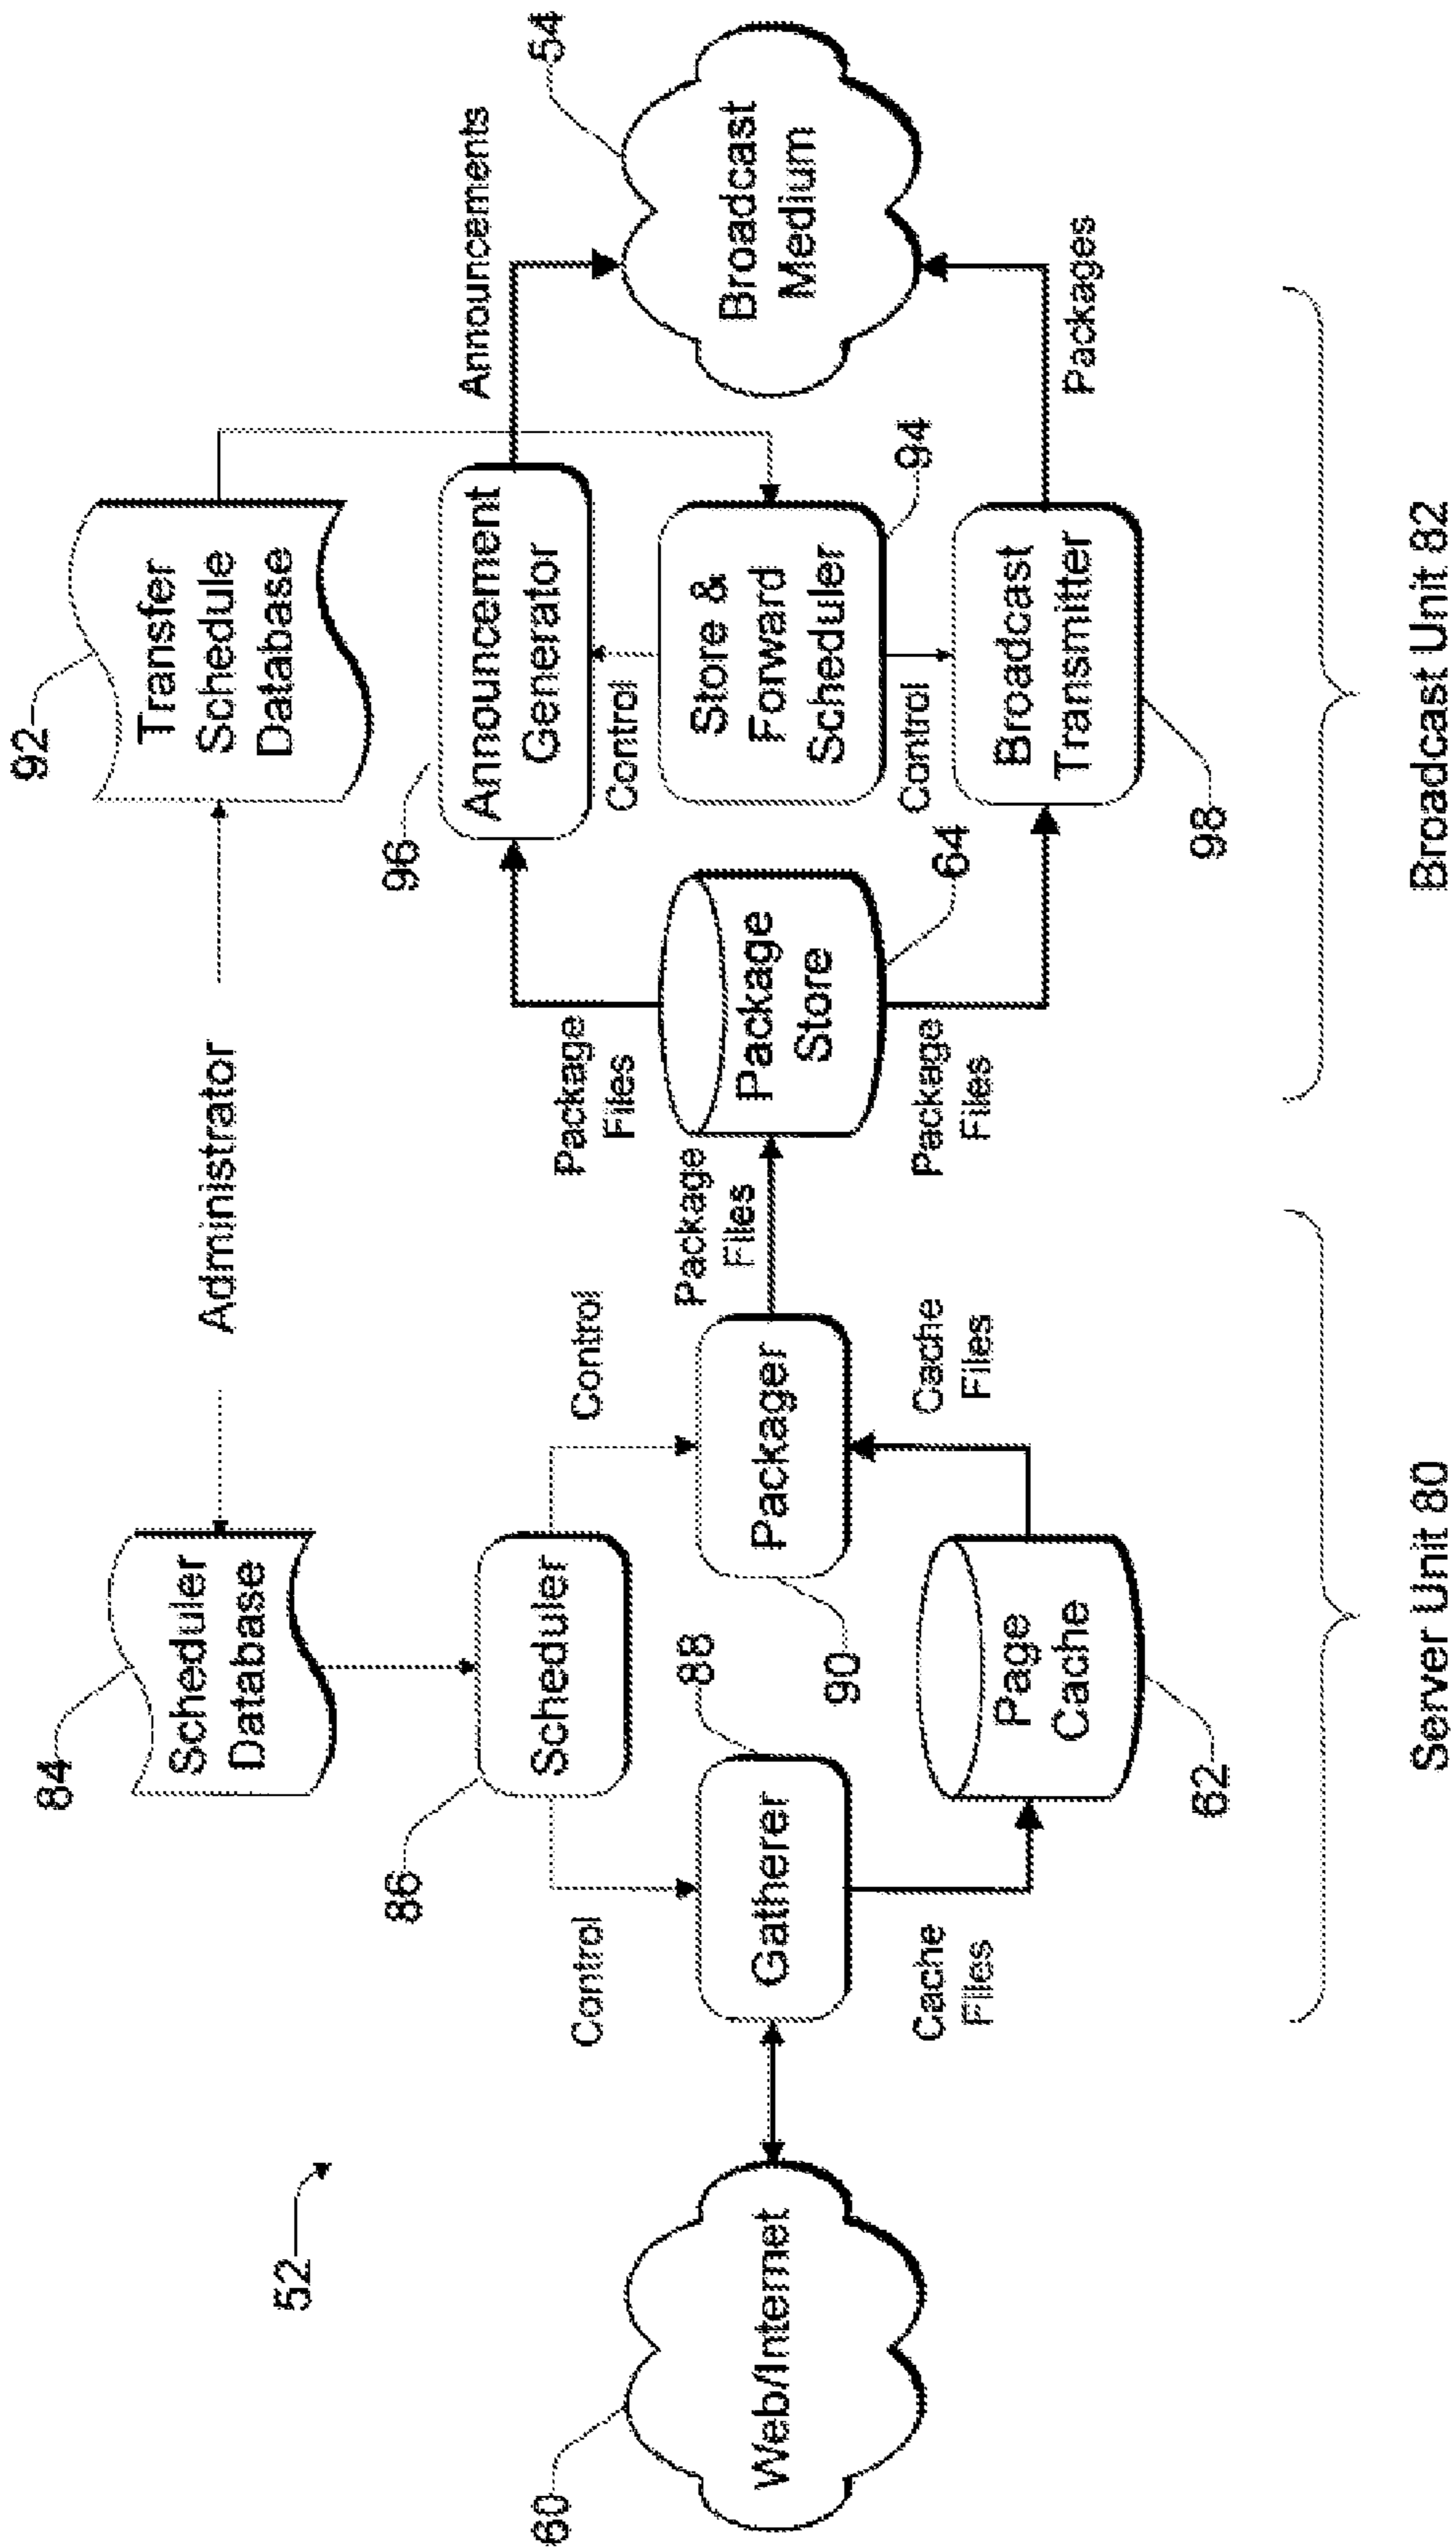 52
84
Scheduler
Database
Administrator
92
Transfer
Schedule
Database
86
Scheduler
Control
Control
60
Web/Internet
88
Gatherer
Cache
Files
90
Packager
Cache
Files
62
Page
Cache
Package
Files
Package
Store
64
Package
Files
Package
Files
96
Announcement
Generator
Control
Store &
Forward
Scheduler
94
Control
Broadcast
Transmitter
98
Announcements
54
Broadcast
Medium
Packages
Server Unit 80
Broadcast Unit 82